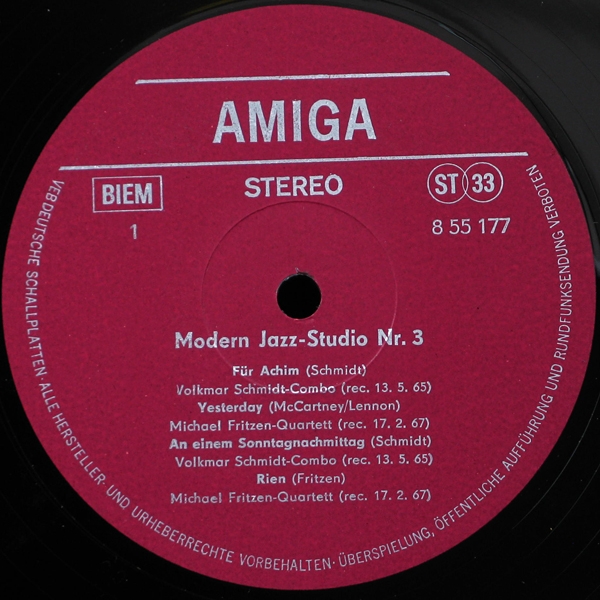 AMIGA
BIEM
STEREO
ST 33
1
8 55 177
Modern Jazz-Studio Nr. 3
Für Achim (Schmidt)
Volkmar Schmidt-Combo (rec. 13. 5. 65)
Yesterday (McCartney/Lennon)
Michael Fritzen-Quartett (rec. 17. 2. 67)
An einem Sonntagnachmittag (Schmidt)
Volkmar Schmidt-Combo (rec. 13. 5. 65)
Rien (Fritzen)
Michael Fritzen-Quartett (rec. 17. 2. 67)
VEB DEUTSCHE SCHALLPLATTEN ALLE HERSTELLER- UND URHEBERRECHTE VORBEHALTEN · ÜBERSPIELUNG, ÖFFENTLICHE AUFFÜHRUNG UND RUNDFUNKSENDUNG VERBOTEN